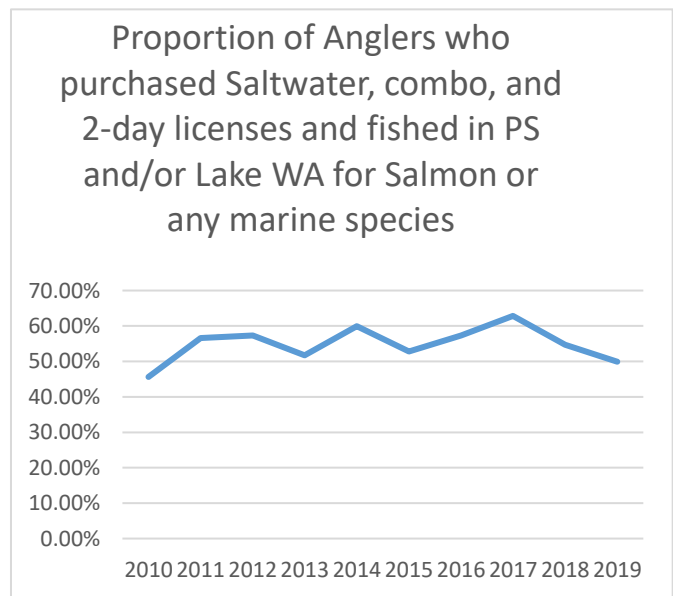 Proportion of Anglers who
purchased Saltwater, combo, and
2-day licenses and fished in PS
and/or Lake WA for Salmon or
any marine species
70.00%
60.00%
50.00%
40.00%
30.00%
20.00%
10.00%
0.00%
2010 2011 2012 2013 2014 2015 2016 2017 2018 2019